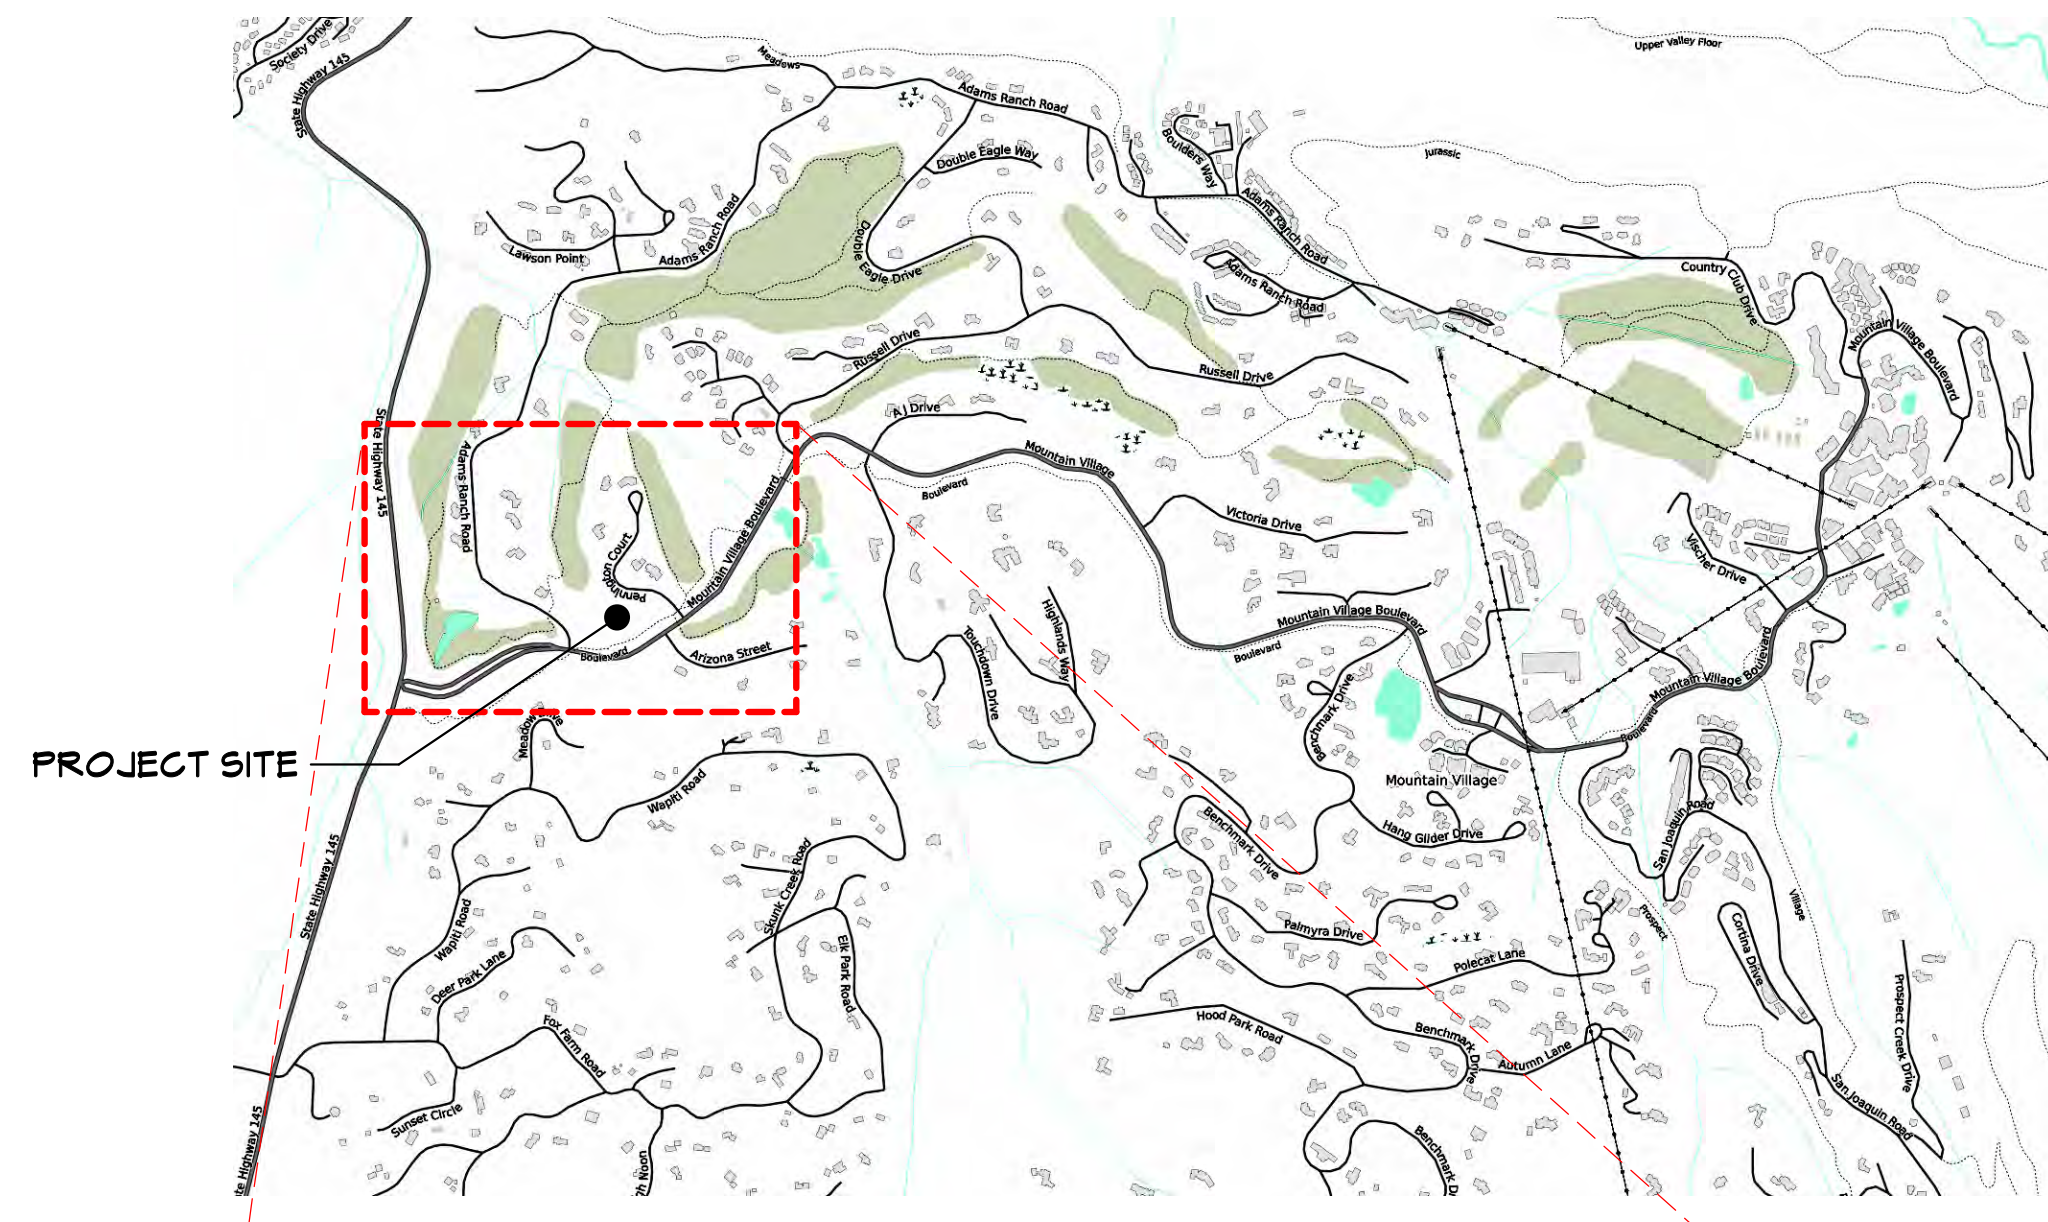 Society Drive
State Highway 145
State Highway 145
Meadows
Adams Ranch Road
Upper Valley Floor
Boulders Way
Double Eagle Way
Jurassic
Adams Ranch Road
Adams Ranch Road
Lawson Point
Double Eagle Drive
Adams Ranch Road
Country Club Drive
Russell Drive
Russell Drive
Mountain Village Boulevard
A J Drive
State Highway 145
Adams Ranch Road
Mountain Village
Boulevard
Mountain Village Boulevard
Victoria Drive
Vischer Drive
Pennington Court
Highlands Way
Mountain Village Boulevard
Boulevard
Touchdown Drive
Arizona Street
Boulevard
Mountain Village Boulevard
Boulevard
Benchmark Drive
Meadow Drive
PROJECT SITE
Wapiti Road
Mountain Village
San Joaquin Road
Benchmark Drive
Hang Glider Drive
State Highway 145
Skunk Creek Road
Wapiti Road
Village
Prospect
Cortina Drive
Palmyra Drive
Polecat Lane
Elk Park Road
Deer Park Lane
Prospect Creek Drive
Hood Park Road
Benchmark Drive
Autumn Lane
Fox Farm Road
Sunset Circle
San Joaquin Road
te Highway 145
gh Noon
Benchmark D